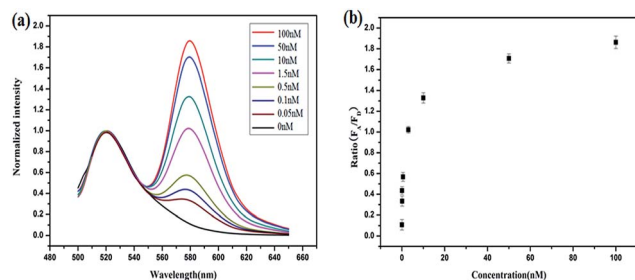 (a)
2.0
1.8
1.6
1.4
1.2
1.0
0.8
0.6
0.4
0.2
0.0
Normalized intensity
100nM
50nM
10nM
1.5nM
0.5nM
0.1nM
0.05nM
0nM
480 500 520 540 560 580 600 620 640 660
Wavelength(nm)
(b)
2.0
1.8
1.6
1.4
1.2
1.0
0.8
0.6
0.4
0.2
0.0
Ratio(FA/FD)
0 20 40 60 80 100
Concentration(nM)